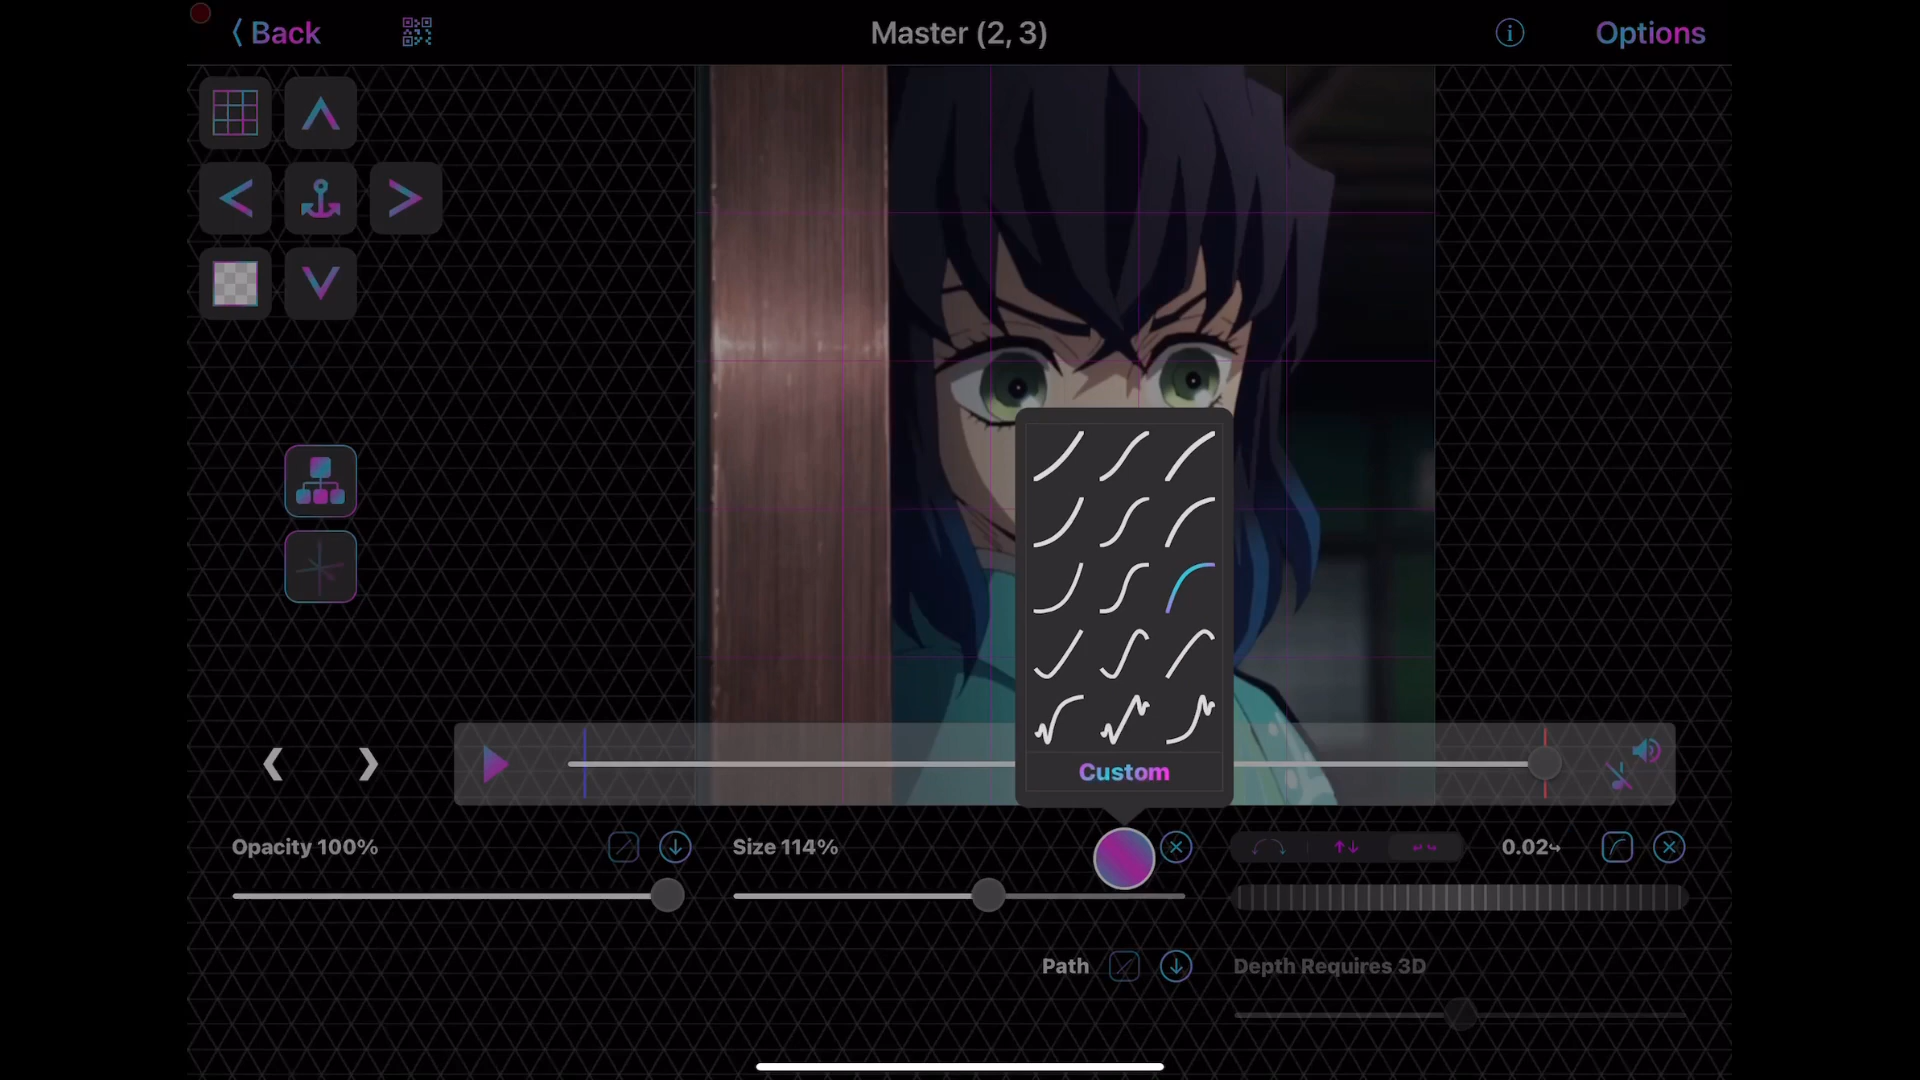 Back
Master (2, 3)
Options
Custom
Opacity 100%
Size 114%
0.02
Path
Depth Requires 3D